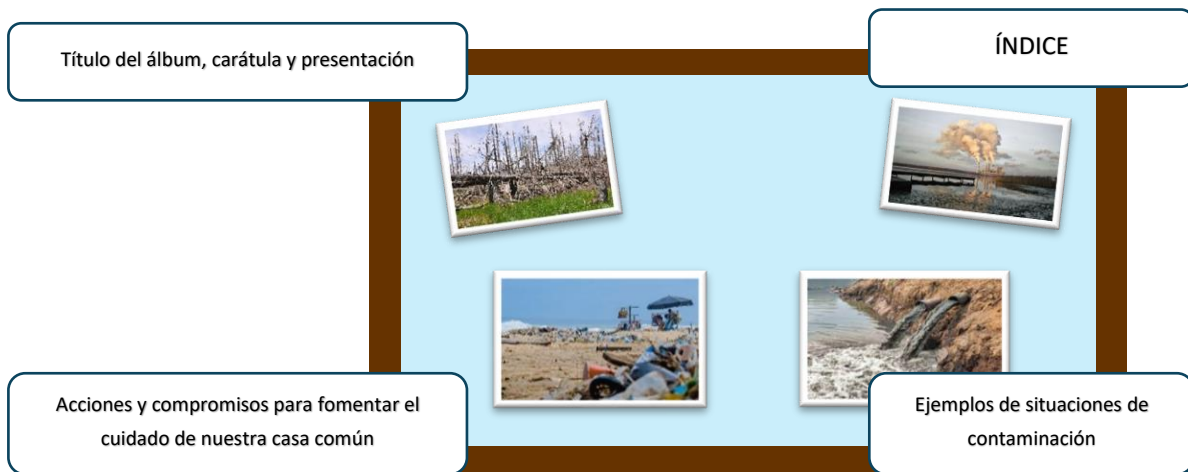 Título del álbum, carátula y presentación
ÍNDICE
Acciones y compromisos para fomentar el
cuidado de nuestra casa común
Ejemplos de situaciones de
contaminación